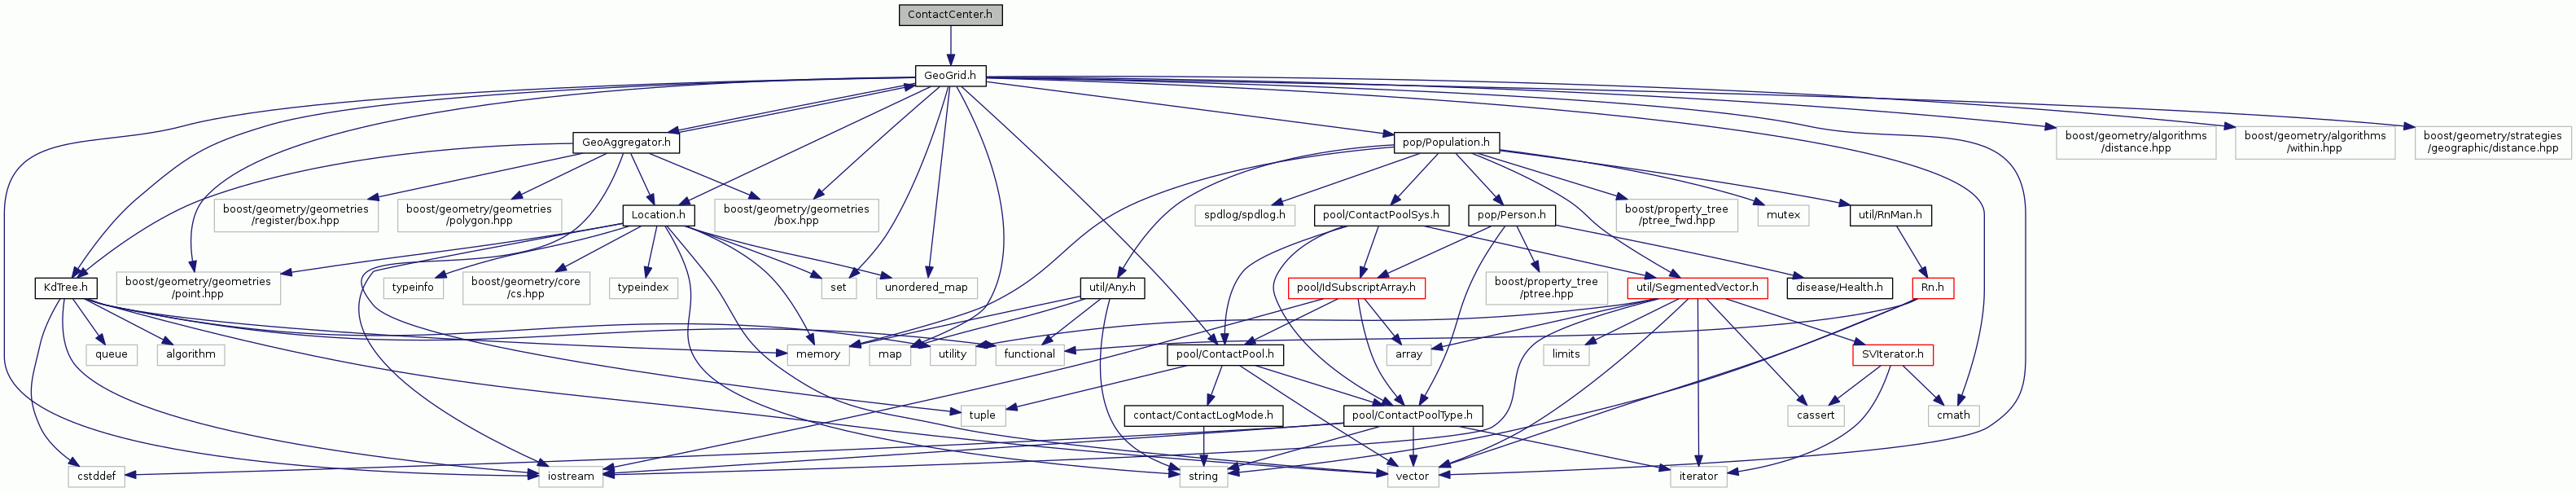 ContactCenter.h
GeoGrid.h
GeoAggregator.h
pop/Population.h
boost/geometry/algorithms
/distance.hpp
boost/geometry/algorithms
/within.hpp
boost/geometry/strategies
/geographic/distance.hpp
boost/geometry/geometries
/register/box.hpp
boost/geometry/geometries
/polygon.hpp
Location.h
boost/geometry/geometries
/box.hpp
spdlog/spdlog.h
pool/ContactPoolSys.h
pop/Person.h
boost/property_tree
/ptree_fwd.hpp
mutex
util/RnMan.h
KdTree.h
boost/geometry/geometries
/point.hpp
typeinfo
boost/geometry/core
/cs.hpp
typeindex
set
unordered_map
util/Any.h
pool/IdSubscriptArray.h
boost/property_tree
/ptree.hpp
util/SegmentedVector.h
disease/Health.h
Rn.h
queue
algorithm
memory
map
utility
functional
pool/ContactPool.h
array
limits
SVIterator.h
tuple
contact/ContactLogMode.h
pool/ContactPoolType.h
cassert
cmath
cstddef
iostream
string
vector
iterator